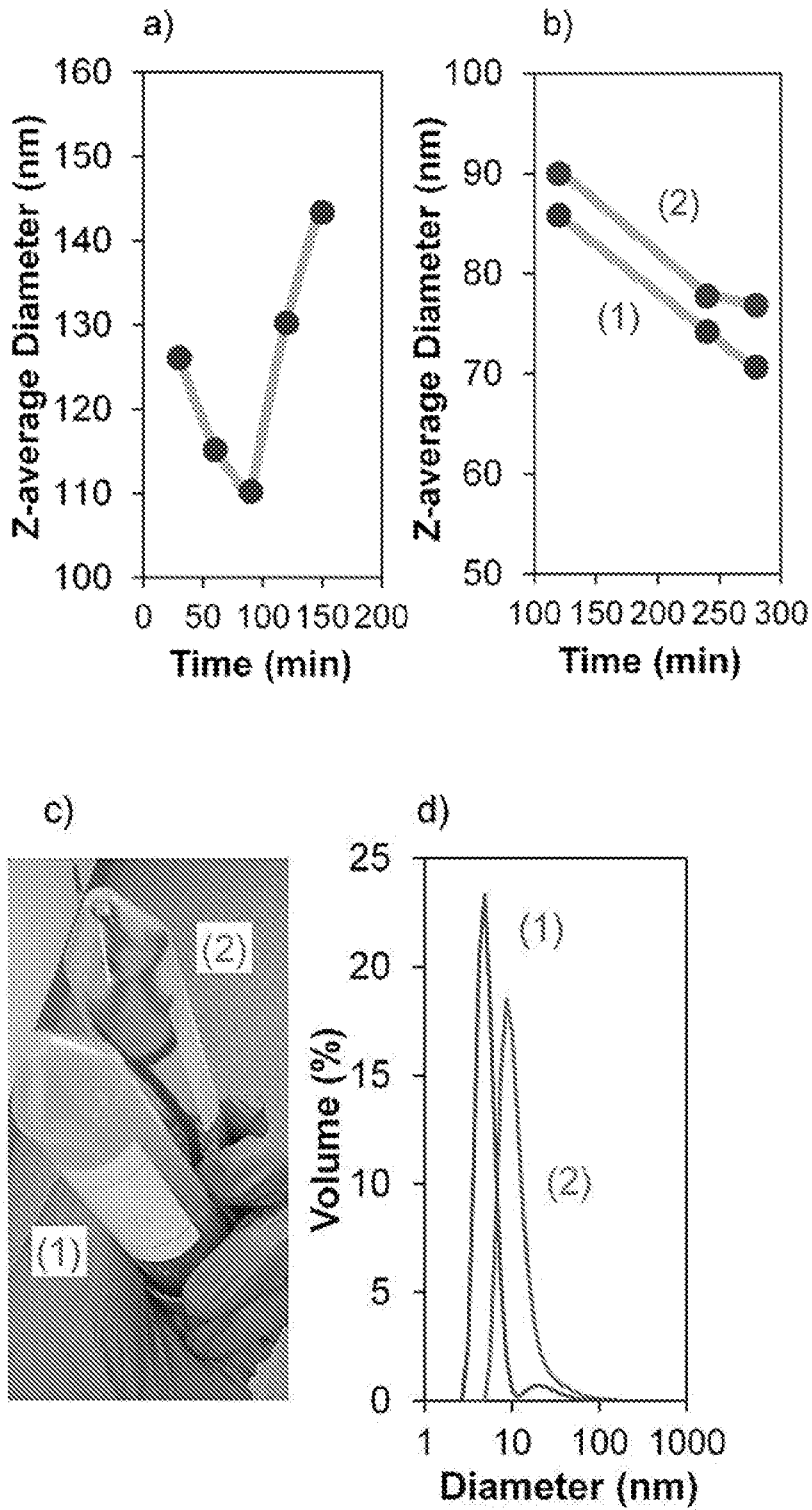 a)
b)
160
150
140
130
120
110
100
Z-average Diameter (nm)
0 50 100 150 200
Time (min)
100
90
80
70
60
50
Z-average Diameter (nm)
(2)
(1)
100 150 200 250 300
Time (min)
c)
d)
(2)
(1)
25
20
15
10
5
0
Volume (%)
(1)
(2)
1 10 100 1000
Diameter (nm)